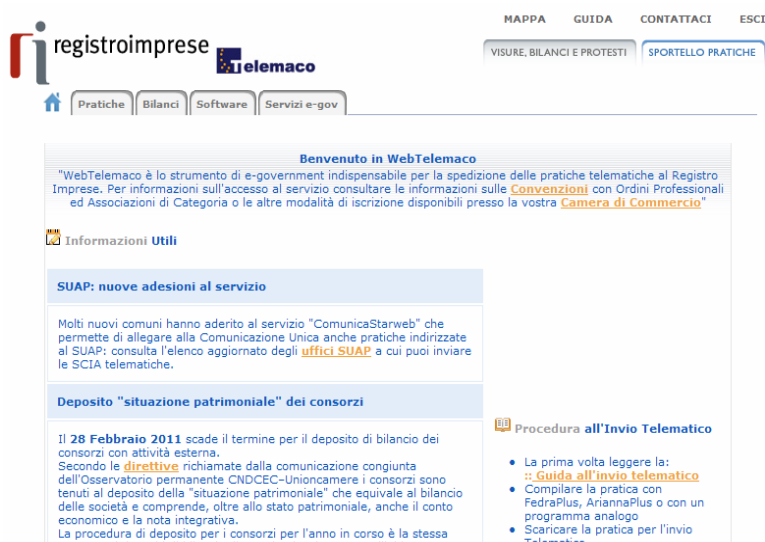 MAPPA GUIDA CONTATTACI ESCI
registroimprese
Telemaco
VISURE, BILANCI E PROTESTI SPORTELLO PRATICHE
Pratiche Bilanci Software Servizi e-gov
Benvenuto in WebTelemaco
"WebTelemaco è lo strumento di e-government indispensabile per la spedizione delle pratiche telematiche al Registro
Imprese. Per informazioni sull'accesso al servizio consultare le informazioni sulle Convenzioni con Ordini Professionali
ed Associazioni di Categoria o le altre modalità di iscrizione disponibili presso la vostra Camera di Commercio"
Informazioni Utili
SUAP: nuove adesioni al servizio
Molti nuovi comuni hanno aderito al servizio "ComunicaStarweb" che
permette di allegare alla Comunicazione Unica anche pratiche indirizzate
al SUAP: consulta l'elenco aggiornato degli uffici SUAP a cui puoi inviare
le SCIA telematiche.
Deposito "situazione patrimoniale" dei consorzi
Il 28 Febbraio 2011 scade il termine per il deposito di bilancio dei
consorzi con attività esterna.
Secondo le direttive richiamate dalla comunicazione congiunta
dell'Osservatorio permanente CNDCEC-Unioncamere i consorzi sono
tenuti al deposito della "situazione patrimoniale" che equivale al bilancio
delle società e comprende, oltre allo stato patrimoniale, anche il conto
economico e la nota integrativa.
La procedura di deposito per i consorzi per l'anno in corso è la stessa
Procedura all'Invio Telematico
La prima volta leggere la:
:: Guida all'invio telematico
Compilare la pratica con
FedraPlus, AriannaPlus o con un
programma analogo
Scaricare la pratica per l'invio
Telematico